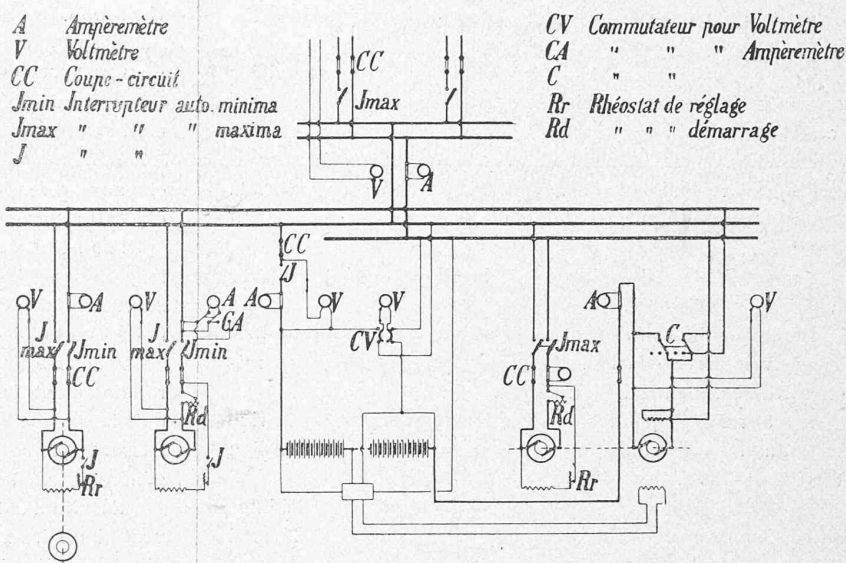 A Ampèremètre
V Voltmètre
CC Coupe-circuit
Jmin Interrupteur auto. minima
Jmax " " " maxima
J " "
CV Commutateur pour Voltmètre
CA " " " Ampèremètre
C " "
Rr Rhéostat de réglage
Rd " " " démarrage
CC
Jmax
V
A
CC
J
V
A
V
A
CA
A
V
V
A
V
J max
Jmin
J max
Jmin
CV
Jmax
C
CC
CC
Rd
Rd
J
J
Rr
Rr